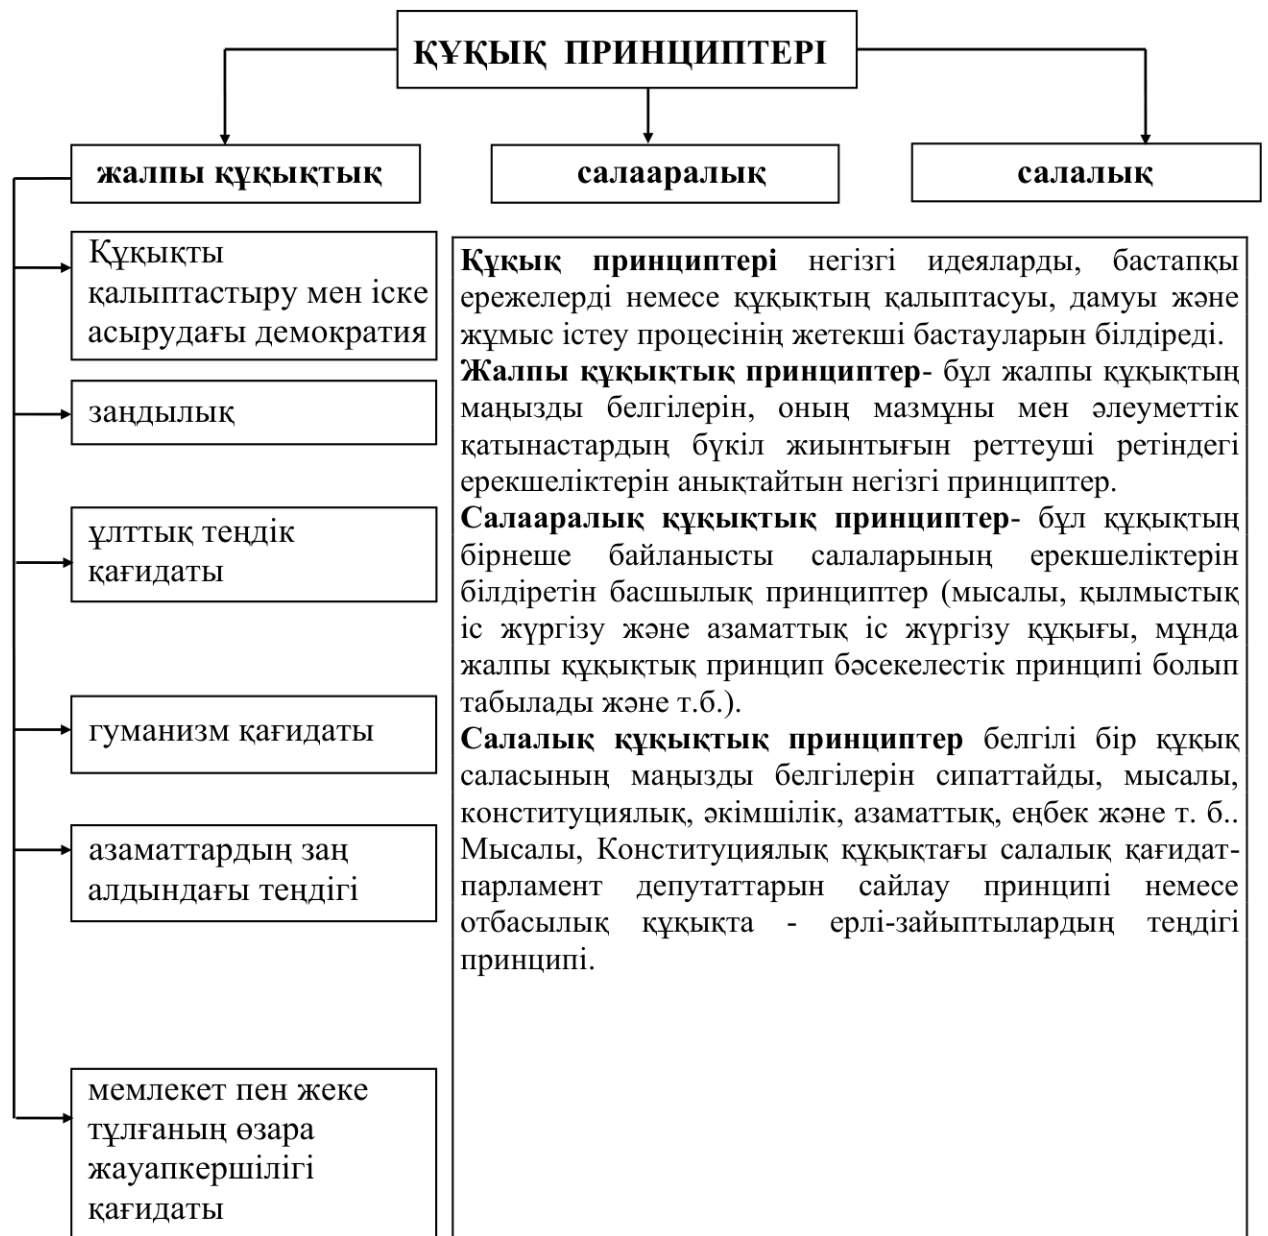 ҚҰҚЫҚ ПРИНЦИПТЕРІ
жалпы құқықтық
салааралық
салалық
Құқықты
қалыптастыру мен іске
асырудағы демократия
заңдылық
ұлттық теңдік
қағидаты
гуманизм қағидаты
азаматтардың заң
алдындағы теңдігі
мемлекет пен жеке
тұлғаның өзара
жауапкершілігі
қағидаты
Құқық принциптері негізгі идеяларды, бастапқы
ережелерді немесе құқықтың қалыптасуы, дамуы және
жұмыс істеу процесінің жетекші бастауларын білдіреді.
Жалпы құқықтық принциптер- бұл жалпы құқықтың
маңызды белгілерін, оның мазмұны мен әлеуметтік
қатынастардың бүкіл жиынтығын реттеуші ретіндегі
ерекшеліктерін анықтайтын негізгі принциптер.
Салааралық құқықтық принциптер- бұл құқықтың
бірнеше байланысты салаларының ерекшеліктерін
білдіретін басшылық принциптер (мысалы, қылмыстық
іс жүргізу және азаматтық іс жүргізу құқығы, мұнда
жалпы құқықтық принцип бәсекелестік принципі болып
табылады және т.б.).
Салалық құқықтық принциптер белгілі бір құқық
саласының маңызды белгілерін сипаттайды, мысалы,
конституциялық, әкімшілік, азаматтық, еңбек және т. б..
Мысалы, Конституциялық құқықтағы салалық қағидат-
парламент депутаттарын сайлау принципі немесе
отбасылық құқықта - ерлі-зайыптылардың теңдігі
принципі.